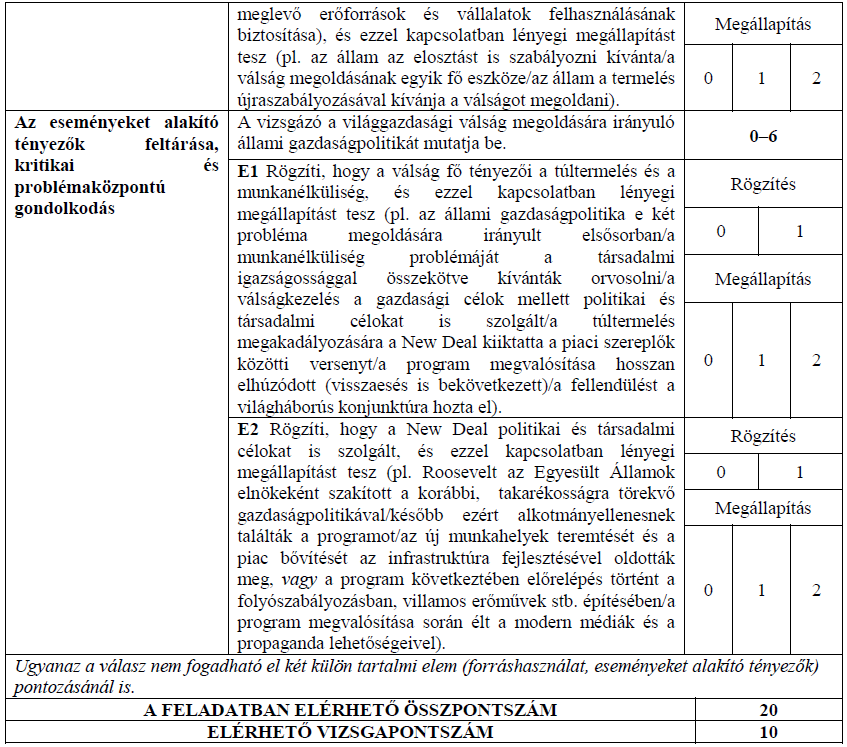 meglevő erőforrások és vállalatok felhasználásának
biztosítása), és ezzel kapcsolatban lényegi megállapítást
tesz (pl. az állam az elosztást is szabályozni kívánta/a
válság megoldásának egyik fő eszköze/az állam a termelés
újraszabályozásával kívánja a válságot megoldani).
Megállapítás
0 1 2
Az eseményeket alakító
tényezők feltárása,
kritikai és
problémaközpontú
gondolkodás
A vizsgázó a világgazdasági válság megoldására irányuló
állami gazdaságpolitikát mutatja be.
0–6
E1 Rögzíti, hogy a válság fő tényezői a túltermelés és a
munkanélküliség, és ezzel kapcsolatban lényegi
megállapítást tesz (pl. az állami gazdaságpolitika e két
probléma megoldására irányult elsősorban/a
munkanélküliség problémáját a társadalmi
igazságossággal összekötve kívánták orvosolni/a
válságkezelés a gazdasági célok mellett politikai és
társadalmi célokat is szolgált/a túltermelés
megakadályozására a New Deal kiiktatta a piaci szereplők
közötti versenyt/a program megvalósítása hosszan
elhúzódott (visszaesés is bekövetkezett)/a fellendülést a
világháborús konjunktúra hozta el).
Rögzítés
0 1
Megállapítás
0 1 2
E2 Rögzíti, hogy a New Deal politikai és társadalmi
célokat is szolgált, és ezzel kapcsolatban lényegi
megállapítást tesz (pl. Roosevelt az Egyesült Államok
elnökeként szakított a korábbi, takarékosságra törekvő
gazdaságpolitikával/később ezért alkotmányellenesnek
találták a programot/az új munkahelyek teremtését és a
piac bővítését az infrastruktúra fejlesztésével oldották
meg, vagy a program következtében előrelépés történt a
folyószabályozásban, villamos erőművek stb. építésében/a
program megvalósítása során élt a modern médiák és a
propaganda lehetőségeivel).
Rögzítés
0 1
Megállapítás
0 1 2
Ugyanaz a válasz nem fogadható el két külön tartalmi elem (forráshasználat, eseményeket alakító tényezők)
pontozásánál is.
A FELADATBAN ELÉRHETŐ ÖSSZPONTSZÁM 20
ELÉRHETŐ VIZSGAPONTSZÁM 10